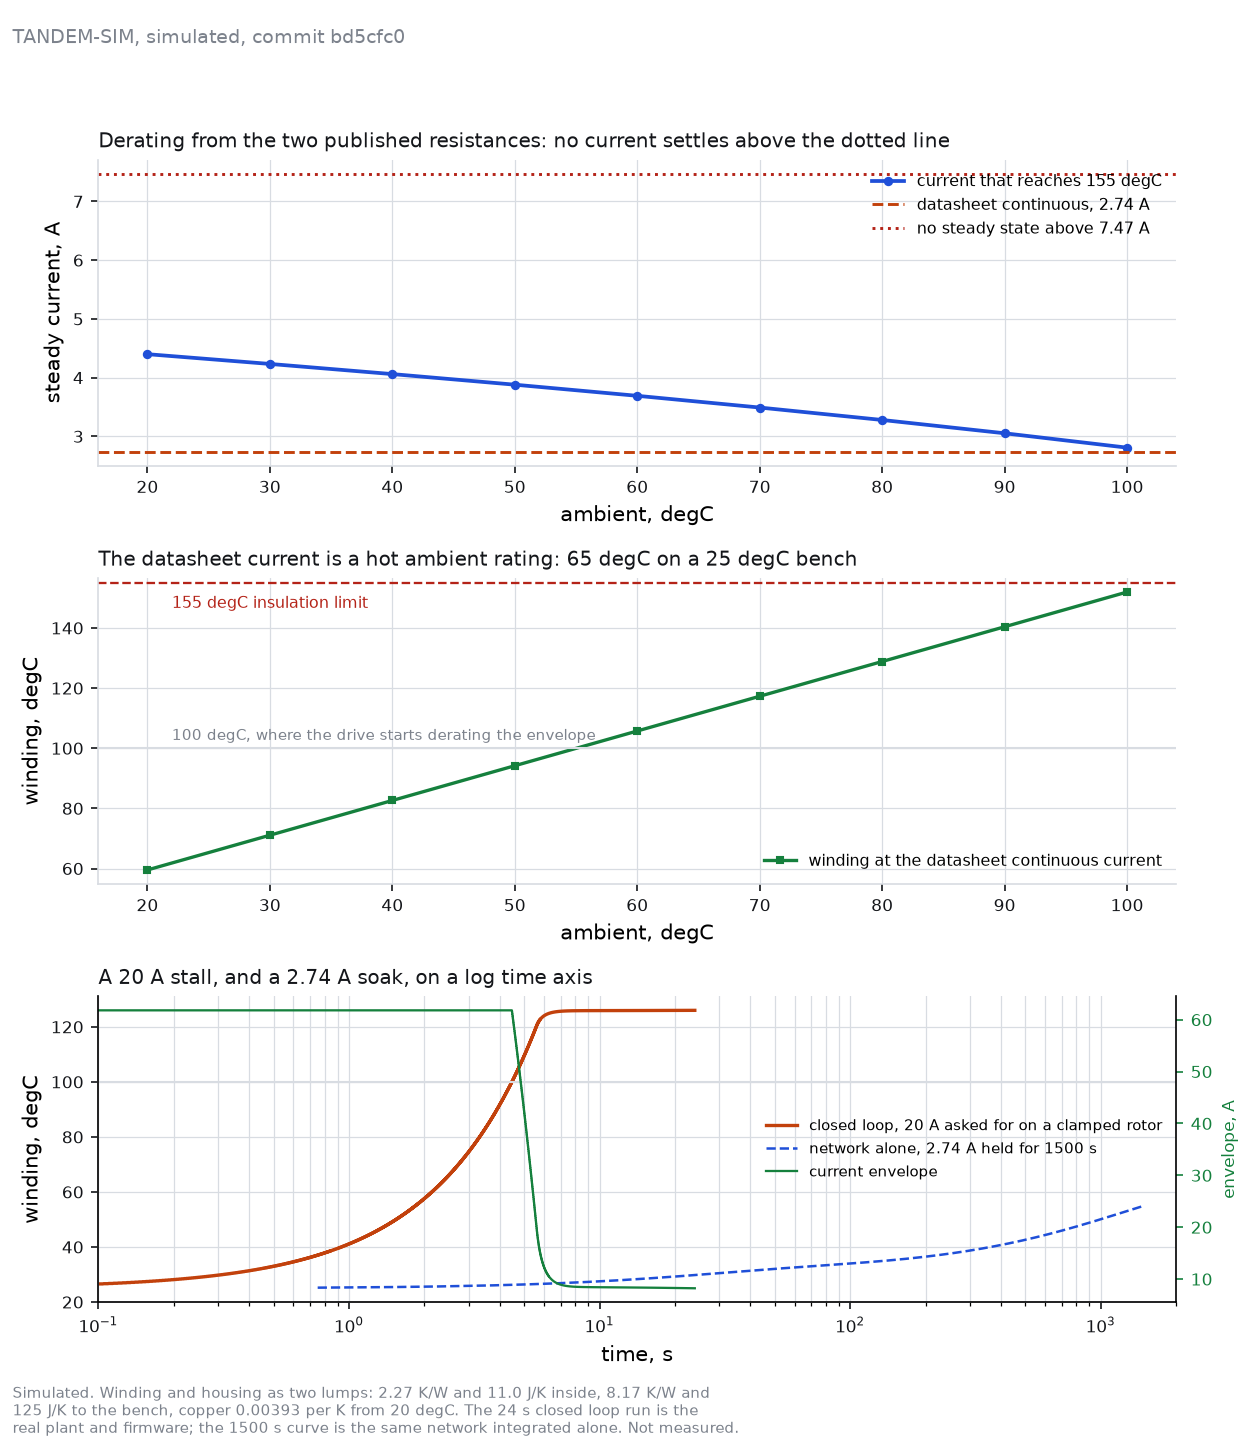 TANDEM-SIM, simulated, commit bd5cfc0
Derating from the two published resistances: no current settles above the dotted line
current that reaches 155 degC
datasheet continuous, 2.74 A
no steady state above 7.47 A
steady current, A
7
6
5
4
3
20 30 40 50 60 70 80 90 100
ambient, degC
The datasheet current is a hot ambient rating: 65 degC on a 25 degC bench
155 degC insulation limit
100 degC, where the drive starts derating the envelope
winding at the datasheet continuous current
winding, degC
140
120
100
80
60
20 30 40 50 60 70 80 90 100
ambient, degC
A 20 A stall, and a 2.74 A soak, on a log time axis
closed loop, 20 A asked for on a clamped rotor
network alone, 2.74 A held for 1500 s
current envelope
winding, degC
120
100
80
60
40
20
60
50
40
30
20
10
envelope, A
10⁻¹ 10⁰ 10¹ 10² 10³
time, s
Simulated. Winding and housing as two lumps: 2.27 K/W and 11.0 J/K inside, 8.17 K/W and
125 J/K to the bench, copper 0.00393 per K from 20 degC. The 24 s closed loop run is the
real plant and firmware; the 1500 s curve is the same network integrated alone. Not measured.